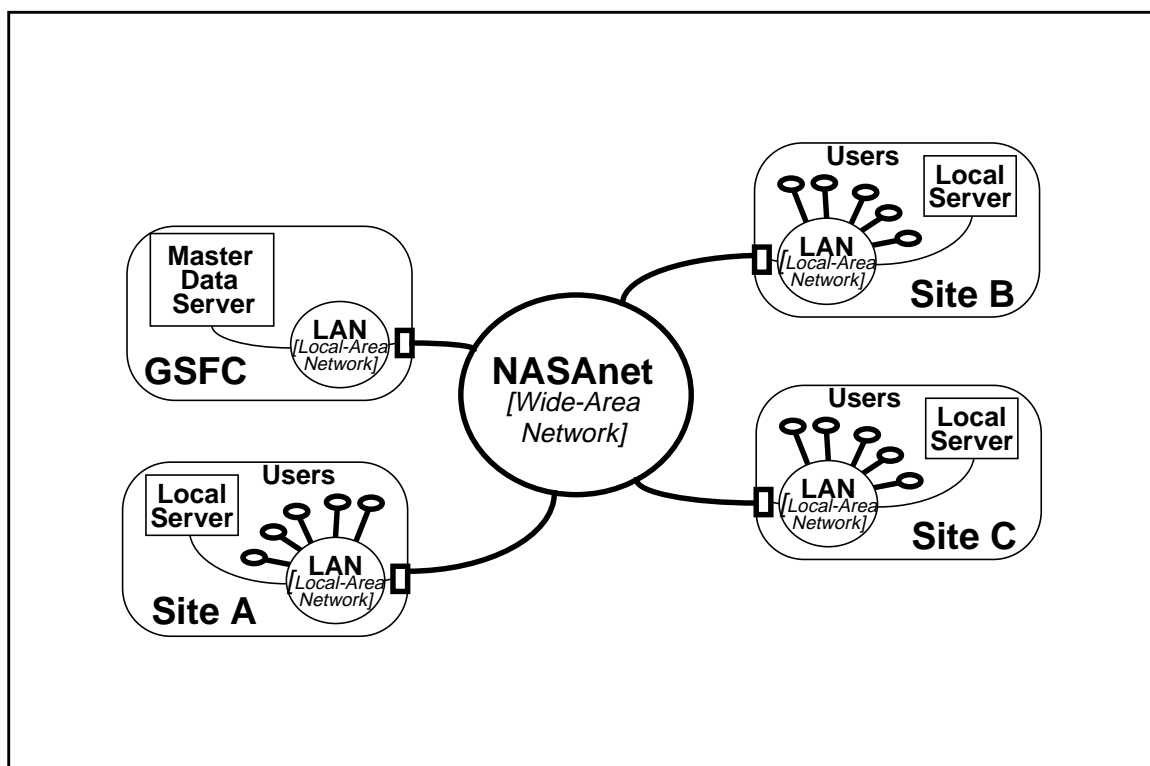 Master
Data
Server
LAN
[Local-Area
Network]
GSFC
Users
Local
Server
LAN
[Local-Area
Network]
Site A
NASAnet
[Wide-Area
Network]
Users
Local
Server
LAN
[Local-Area
Network]
Site B
Users
Local
Server
LAN
[Local-Area
Network]
Site C